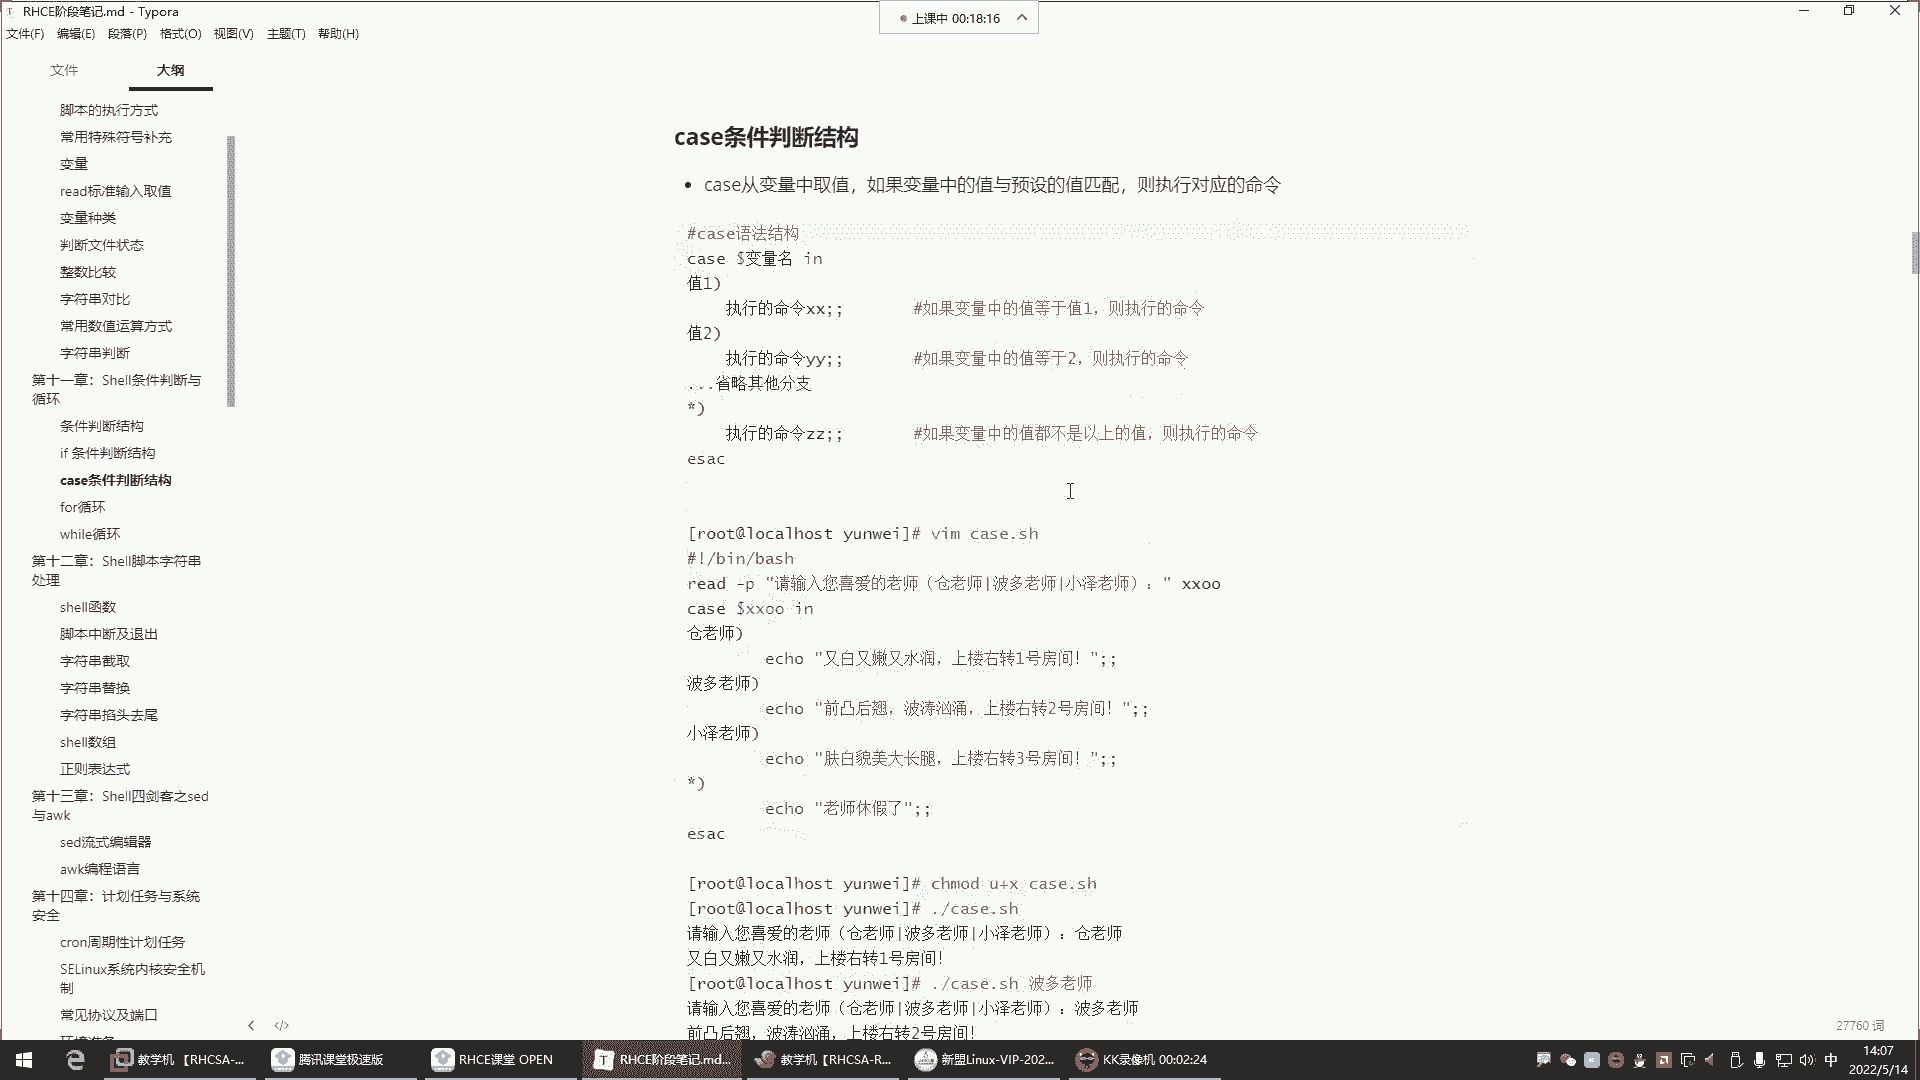 RHCE阶段笔记.md - Typora
上课中 00:18:16
文件(F) 编辑(E) 段落(P) 格式(O) 视图(V) 主题(T) 帮助(H)
文件 大纲
脚本的执行方式
常用特殊符号补充
变量
read标准输入取值
变量种类
判断文件状态
整数比较
字符串对比
常用数值运算方式
字符串判断
第十一章：Shell条件判断与
循环
条件判断结构
if 条件判断结构
case条件判断结构
for循环
while循环
第十二章：Shell脚本字符串
处理
shell函数
脚本中断及退出
字符串截取
字符串替换
字符串掐头去尾
shell数组
正则表达式
第十三章：Shell四剑客之sed
与awk
sed流式编辑器
awk编程语言
第十四章：计划任务与系统
安全
cron周期性计划任务
SELinux系统内核安全机
制
常见协议及端口
环境准备
case条件判断结构
case从变量中取值，如果变量中的值与预设的值匹配，则执行对应的命令
#case语法结构
case $变量名 in
值1)
执行的命令xx;; #如果变量中的值等于值1，则执行的命令
值2)
执行的命令yy;; #如果变量中的值等于2，则执行的命令
...省略其他分支
*)
执行的命令zz;; #如果变量中的值都不是以上的值，则执行的命令
esac
[root@localhost yunwei]# vim case.sh
#!/bin/bash
read -p "请输入您喜爱的老师（仓老师|波多老师|小泽老师）：" xxoo
case $xxoo in
仓老师)
echo "又白又嫩又水润，上楼右转1号房间！";;
波多老师)
echo "前凸后翘，波涛汹涌，上楼右转2号房间！";;
小泽老师)
echo "肤白貌美大长腿，上楼右转3号房间！";;
*)
echo "老师休假了";;
esac
[root@localhost yunwei]# chmod u+x case.sh
[root@localhost yunwei]# ./case.sh
请输入您喜爱的老师（仓老师|波多老师|小泽老师）：仓老师
又白又嫩又水润，上楼右转1号房间！
[root@localhost yunwei]# ./case.sh 波多老师
请输入您喜爱的老师（仓老师|波多老师|小泽老师）：波多老师
前凸后翘，波涛汹涌，上楼右转2号房间！
27760 词
教学机 【RHCSA-... 腾讯课堂极速版 RHCE课堂 OPEN RHCE阶段笔记.md... 教学机【RHCSA-R... 新盟Linux-VIP-202... KK录像机 00:02:24 中 14:07
2022/5/14